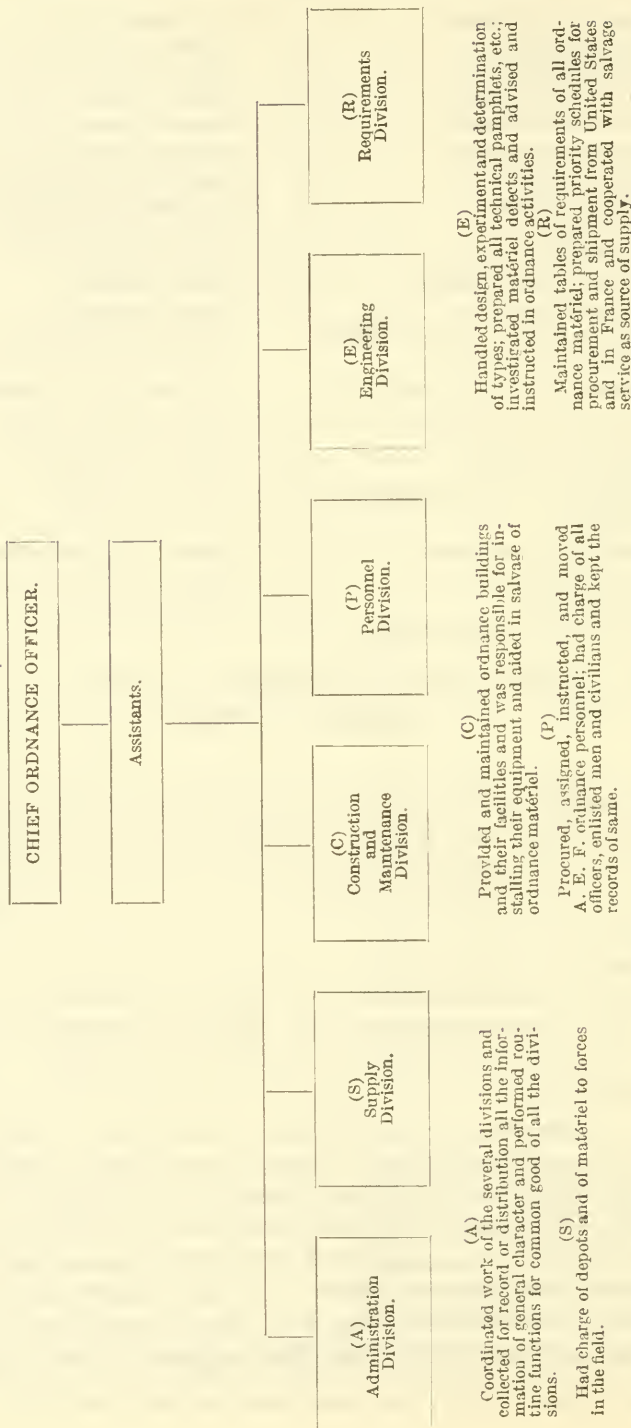 CHIEF ORDNANCE OFFICER.
Assistants.
(A)
Administration
Division.
(S)
Supply
Division.
(C)
Construction
and
Maintenance
Division.
(P)
Personnel
Division.
(E)
Engineering
Division.
(R)
Requirements
Division.
(A)
Coordinated work of the several divisions and
collected for record or distribution all the infor-
mation of general character and performed rou-
tine functions for common good of all the divi-
sions.
(S)
Had charge of depots and of matériel to forces
in the field.
(C)
Provided and maintained ordnance buildings
and their facilities and was responsible for in-
stalling their equipment and aided in salvage of
ordnance matériel.
(P)
Procured, assigned, instructed, and moved
A. E. F. ordnance personnel; had charge of all
officers, enlisted men and civilians and kept the
records of same.
(E)
Handled design, experiment and determination
of types; prepared all technical pamphlets, etc.;
investigated matériel defects and advised and
instructed in ordnance activities.
(R)
Maintained tables of requirements of all ord-
nance matériel; prepared priority schedules for
procurement and shipment from United States
and in France and cooperated with salvage
service as source of supply.